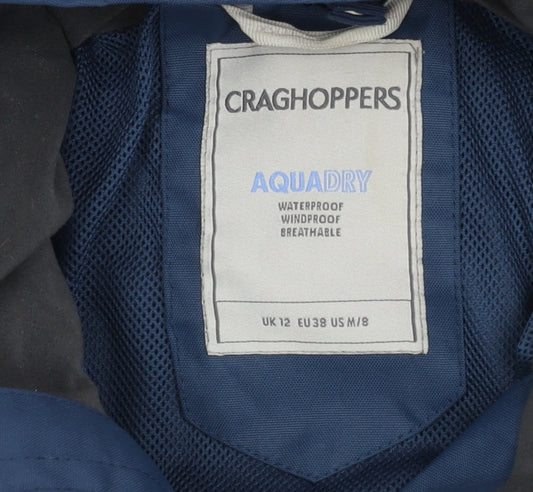 CRAGHOPPERS
AQUADRY
WATERPROOF
WINDPROOF
BREATHABLE
UK 12 EU 38 US M/8